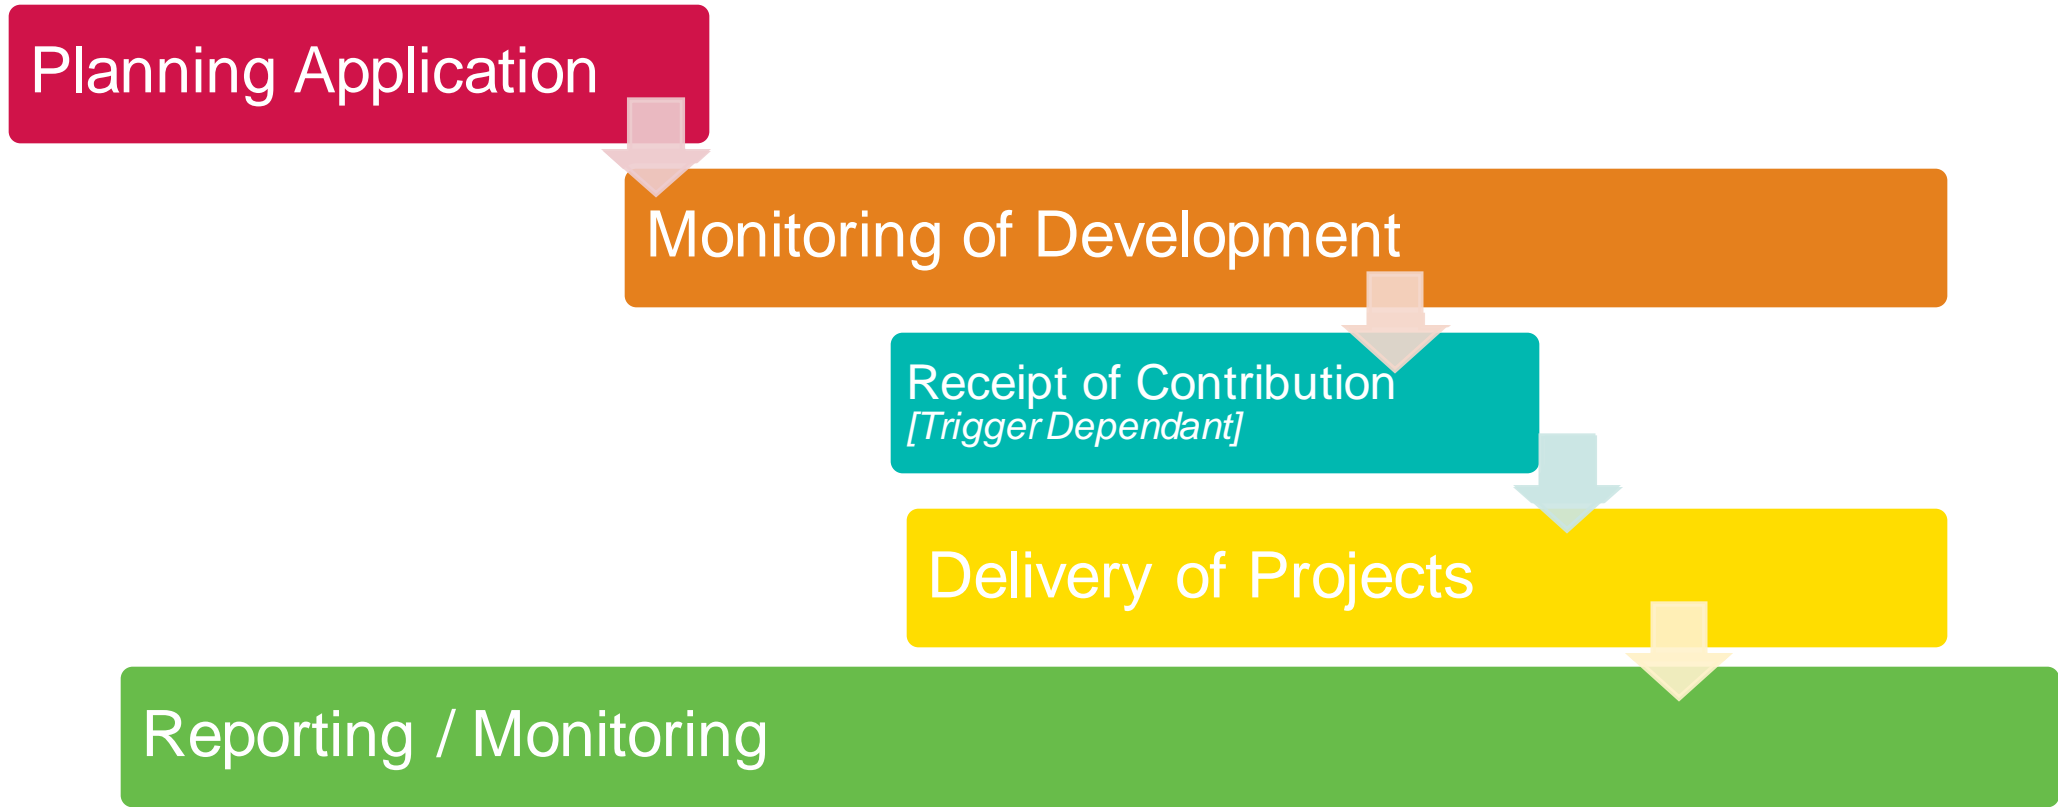 Planning Application
Monitoring of Development
Receipt of Contribution
[Trigger Dependant]
Delivery of Projects
Reporting / Monitoring